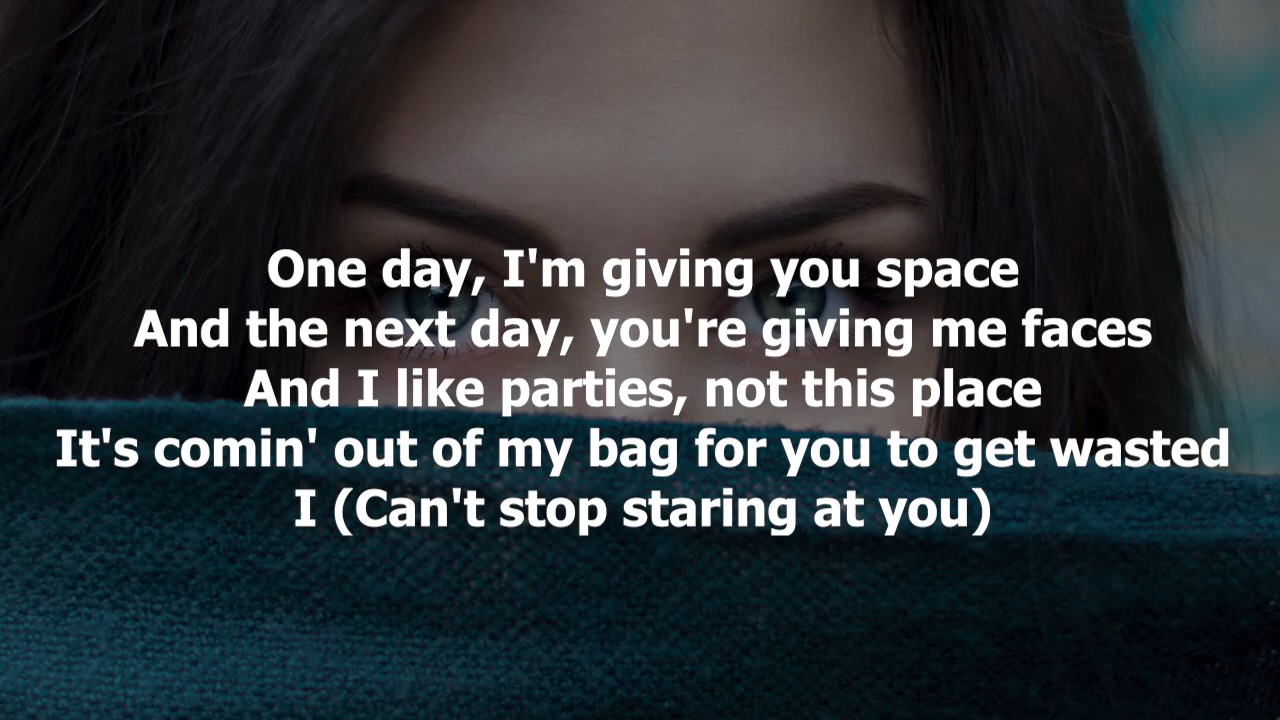 One day, I'm giving you space
And the next day, you're giving me faces
And I like parties, not this place
It's comin' out of my bag for you to get wasted
I (Can't stop staring at you)